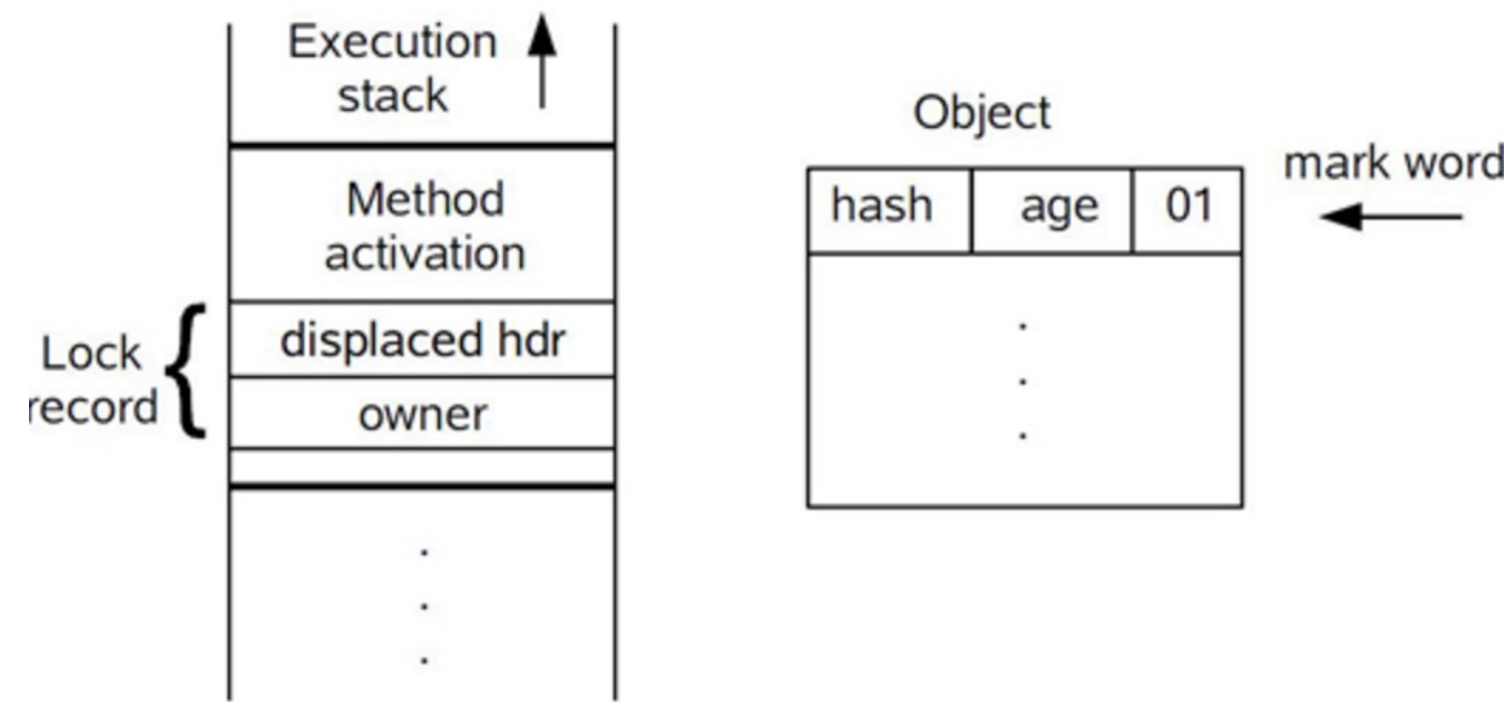 Execution
stack
Method
activation
Lock
record
displaced hdr
owner
Object
mark word
hash age 01